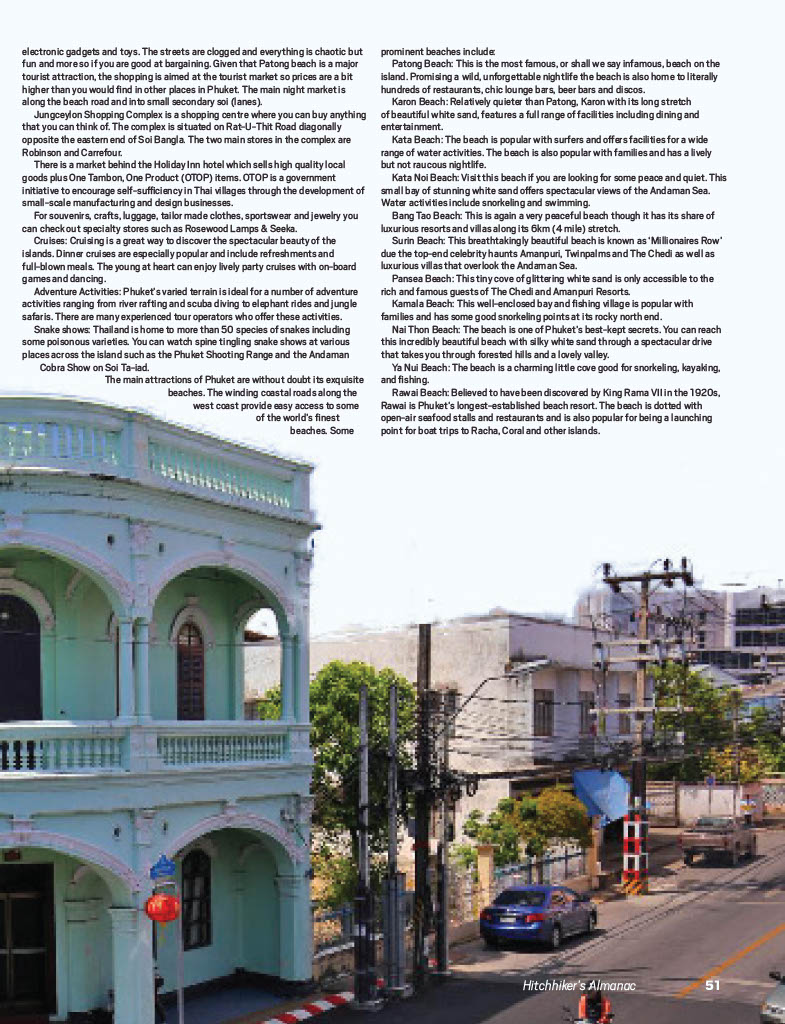 electronic gadgets and toys. The streets are clogged and everything is chaotic but
fun and more so if you are good at bargaining. Given that Patong beach is a major
tourist attraction, the shopping is aimed at the tourist market so prices are a bit
higher than you would find in other places in Phuket. The main night market is
along the beach road and into small secondary soi (lanes).
Jungceylon Shopping Complex is a shopping centre where you can buy anything
that you can think of. The complex is situated on Rat-U-Thit Road diagonally
opposite the eastern end of Soi Bangla. The two main stores in the complex are
Robinson and Carrefour.
There is a market behind the Holiday Inn hotel which sells high quality local
goods plus One Tambon, One Product (OTOP) items. OTOP is a government
initiative to encourage self-sufficiency in Thai villages through the development of
small-scale manufacturing and design businesses.
For souvenirs, crafts, luggage, tailor made clothes, sportswear and jewelry you
can check out specialty stores such as Rosewood Lamps & Seeka.
Cruises: Cruising is a great way to discover the spectacular beauty of the
islands. Dinner cruises are especially popular and include refreshments and
full-blown meals. The young at heart can enjoy lively party cruises with on-board
games and dancing.
Adventure Activities: Phuket's varied terrain is ideal for a number of adventure
activities ranging from river rafting and scuba diving to elephant rides and jungle
safaris. There are many experienced tour operators who offer these activities.
Snake shows: Thailand is home to more than 50 species of snakes including
some poisonous varieties. You can watch spine tingling snake shows at various
places across the island such as the Phuket Shooting Range and the Andaman
Cobra Show on Soi Ta-iad.
The main attractions of Phuket are without doubt its exquisite
beaches. The winding coastal roads along the
west coast provide easy access to some
of the world's finest
beaches. Some
prominent beaches include:
Patong Beach: This is the most famous, or shall we say infamous, beach on the
island. Promising a wild, unforgettable nightlife the beach is also home to literally
hundreds of restaurants, chic lounge bars, beer bars and discos.
Karon Beach: Relatively quieter than Patong, Karon with its long stretch
of beautiful white sand, features a full range of facilities including dining and
entertainment.
Kata Beach: The beach is popular with surfers and offers facilities for a wide
range of water activities. The beach is also popular with families and has a lively
but not raucous nightlife.
Kata Noi Beach: Visit this beach if you are looking for some peace and quiet. This
small bay of stunning white sand offers spectacular views of the Andaman Sea.
Water activities include snorkeling and swimming.
Bang Tao Beach: This is again a very peaceful beach though it has its share of
luxurious resorts and villas along its 6km (4 mile) stretch.
Surin Beach: This breathtakingly beautiful beach is known as 'Millionaires Row'
due the top-end celebrity haunts Amanpuri, Twinpalms and The Chedi as well as
luxurious villas that overlook the Andaman Sea.
Pansea Beach: This tiny cove of glittering white sand is only accessible to the
rich and famous guests of The Chedi and Amanpuri Resorts.
Kamala Beach: This well-enclosed bay and fishing village is popular with
families and has some good snorkeling points at its rocky north end.
Nai Thon Beach: The beach is one of Phuket's best-kept secrets. You can reach
this incredibly beautiful beach with silky white sand through a spectacular drive
that takes you through forested hills and a lovely valley.
Ya Nui Beach: The beach is a charming little cove good for snorkeling, kayaking,
and fishing.
Rawai Beach: Believed to have been discovered by King Rama VII in the 1920s,
Rawai is Phuket's longest-established beach resort. The beach is dotted with
open-air seafood stalls and restaurants and is also popular for being a launching
point for boat trips to Racha, Coral and other islands.
Hitchhiker's Almanac 51